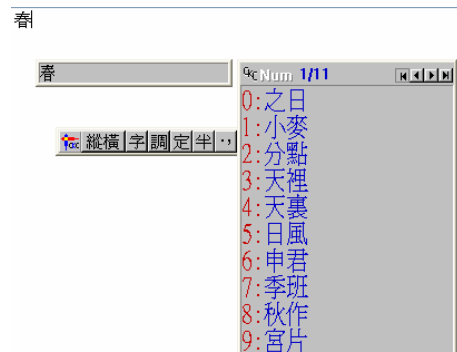 春
春
CKC Num 1/11
縱橫 字 調 定 半 ·,
0:之日
1:小麥
2:分點
3:天裡
4:天裏
5:日風
6:申君
7:季班
8:秋作
9:宮片